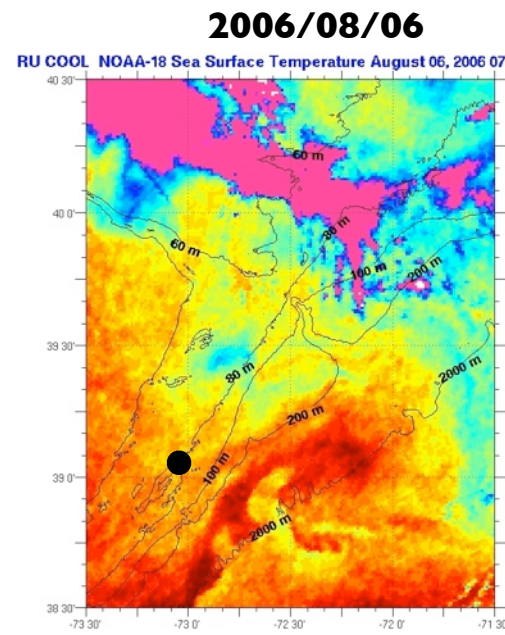 2006/08/06
RU COOL NOAA-18 Sea Surface Temperature August 06, 2006 07
40 30'
60 m
80 m
40 0'
60 m
100 m
200 m
39 30'
80 m
2000 m
200 m
100 m
39 0'
2000 m
38 30'
-73 30' -73 0' -72 30' -72 0' -71 30'